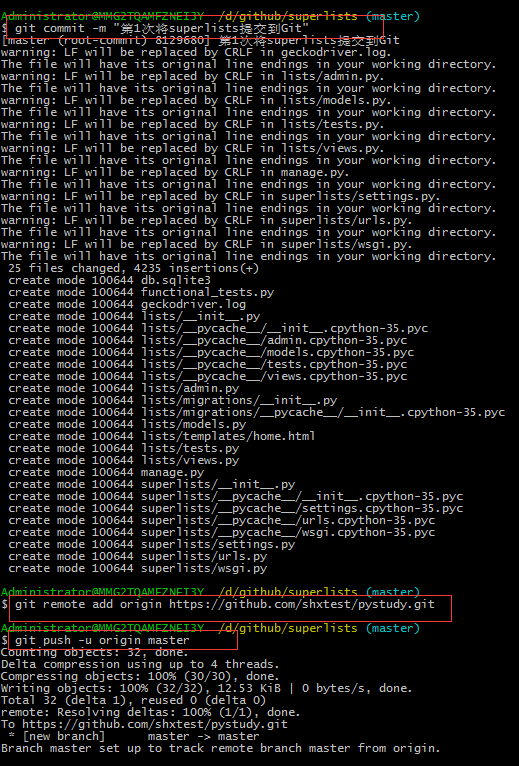 Administrator@MMG2TQAMFZNEI3Y /d/github/superlists (master)
$ git commit -m "第1次将superlists提交到Git"
[master (root-commit) 8129680] 第1次将superlists提交到Git
warning: LF will be replaced by CRLF in geckodriver.log.
The file will have its original line endings in your working directory.
warning: LF will be replaced by CRLF in lists/admin.py.
The file will have its original line endings in your working directory.
warning: LF will be replaced by CRLF in lists/models.py.
The file will have its original line endings in your working directory.
warning: LF will be replaced by CRLF in lists/tests.py.
The file will have its original line endings in your working directory.
warning: LF will be replaced by CRLF in lists/views.py.
The file will have its original line endings in your working directory.
warning: LF will be replaced by CRLF in manage.py.
The file will have its original line endings in your working directory.
warning: LF will be replaced by CRLF in superlists/settings.py.
The file will have its original line endings in your working directory.
warning: LF will be replaced by CRLF in superlists/urls.py.
The file will have its original line endings in your working directory.
warning: LF will be replaced by CRLF in superlists/wsgi.py.
The file will have its original line endings in your working directory.
 25 files changed, 4235 insertions(+)
 create mode 100644 db.sqlite3
 create mode 100644 functional_tests.py
 create mode 100644 geckodriver.log
 create mode 100644 lists/__init__.py
 create mode 100644 lists/__pycache__/__init__.cpython-35.pyc
 create mode 100644 lists/__pycache__/admin.cpython-35.pyc
 create mode 100644 lists/__pycache__/models.cpython-35.pyc
 create mode 100644 lists/__pycache__/tests.cpython-35.pyc
 create mode 100644 lists/__pycache__/views.cpython-35.pyc
 create mode 100644 lists/admin.py
 create mode 100644 lists/migrations/__init__.py
 create mode 100644 lists/migrations/__pycache__/__init__.cpython-35.pyc
 create mode 100644 lists/models.py
 create mode 100644 lists/templates/home.html
 create mode 100644 lists/tests.py
 create mode 100644 lists/views.py
 create mode 100644 manage.py
 create mode 100644 superlists/__init__.py
 create mode 100644 superlists/__pycache__/__init__.cpython-35.pyc
 create mode 100644 superlists/__pycache__/settings.cpython-35.pyc
 create mode 100644 superlists/__pycache__/urls.cpython-35.pyc
 create mode 100644 superlists/__pycache__/wsgi.cpython-35.pyc
 create mode 100644 superlists/settings.py
 create mode 100644 superlists/urls.py
 create mode 100644 superlists/wsgi.py
Administrator@MMG2TQAMFZNEI3Y /d/github/superlists (master)
$ git remote add origin https://github.com/shxtest/pystudy.git
Administrator@MMG2TQAMFZNEI3Y /d/github/superlists (master)
$ git push -u origin master
Counting objects: 32, done.
Delta compression using up to 4 threads.
Compressing objects: 100% (30/30), done.
Writing objects: 100% (32/32), 12.53 KiB | 0 bytes/s, done.
Total 32 (delta 1), reused 0 (delta 0)
remote: Resolving deltas: 100% (1/1), done.
To https://github.com/shxtest/pystudy.git
 * [new branch]      master -> master
Branch master set up to track remote branch master from origin.